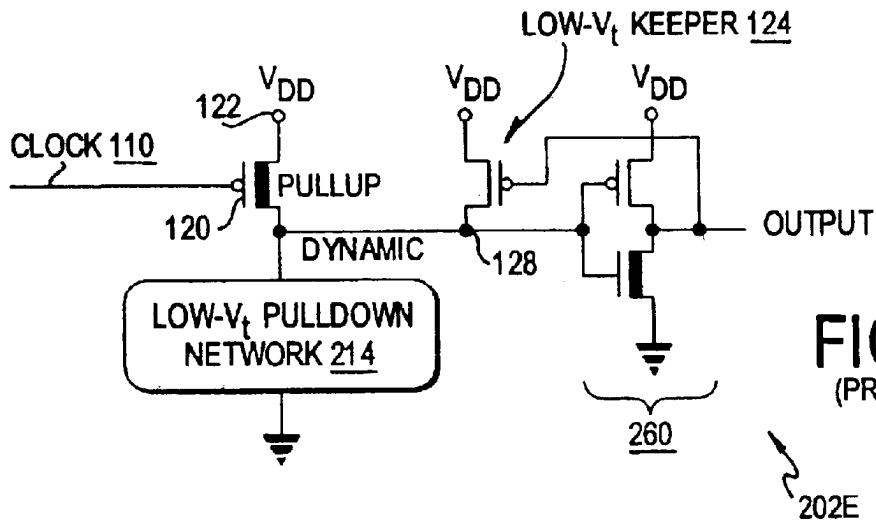 LOW-Vt KEEPER 124
VDD
VDD
VDD
122
CLOCK 110
PULLUP
120
DYNAMIC
128
OUTPUT
LOW-Vt PULLDOWN
NETWORK 214
260
202E